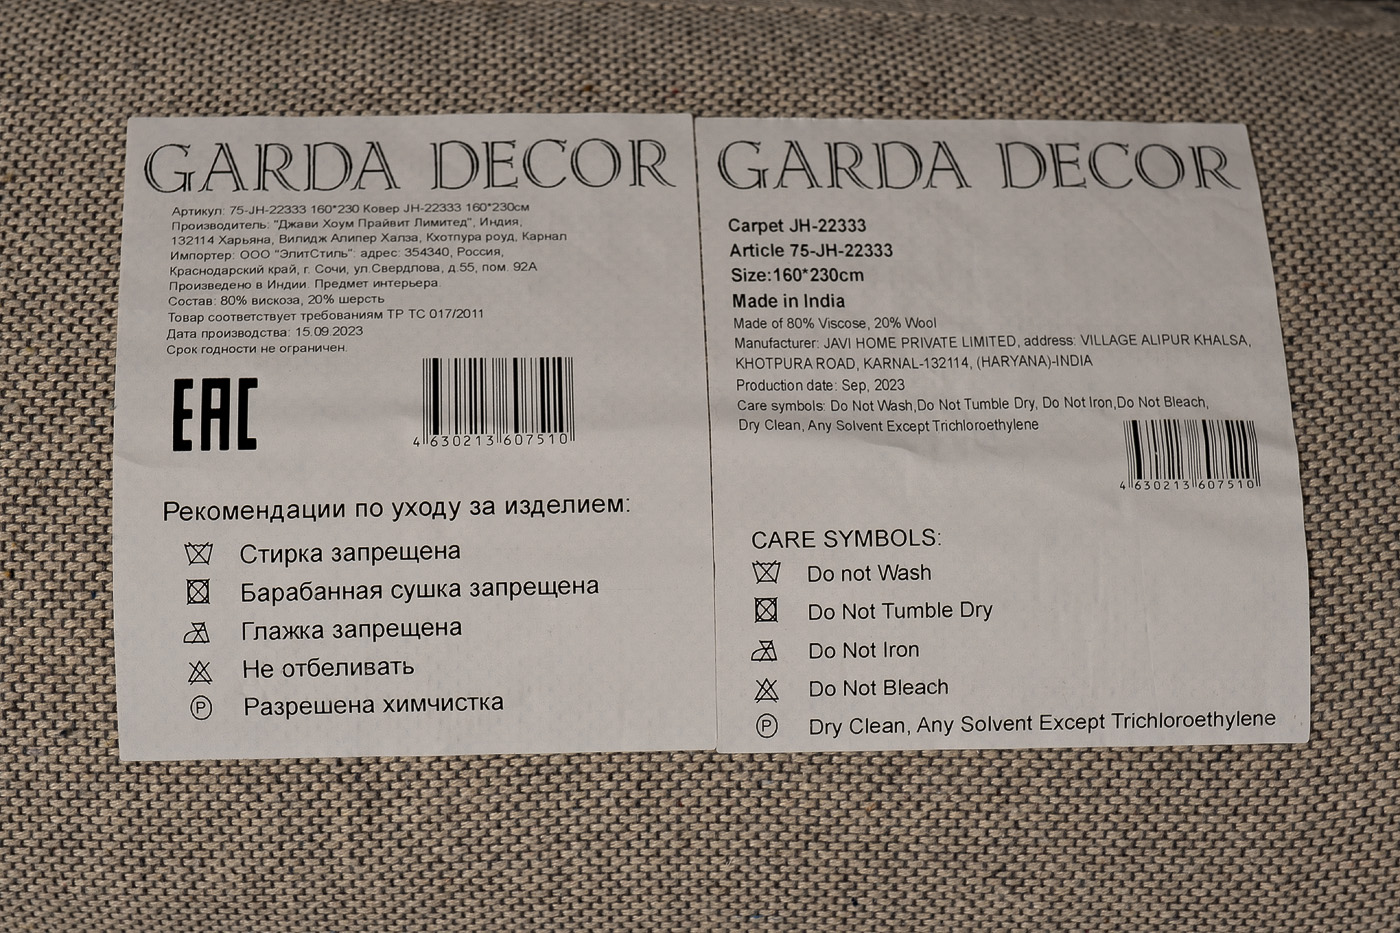 GARDA DECOR
Артикул: 75-JH-22333 160*230 Ковер JH-22333 160*230см
Производитель: "Джави Хоум Прайвит Лимитед", Индия,
132114 Харьяна, Вилидж Алипер Халза, Кхотпура роуд, Карнал
Импортер: ООО "ЭлитСтиль": адрес: 354340, Россия,
Краснодарский край, г. Сочи, ул.Свердлова, д.55, пом. 92А
Произведено в Индии. Предмет интерьера.
Состав: 80% вискоза, 20% шерсть
Товар соответствует требованиям ТР ТС 017/2011
Дата производства: 15.09.2023
Срок годности не ограничен.
EAC
4 630213 607510
Рекомендации по уходу за изделием:
Стирка запрещена
Барабанная сушка запрещена
Глажка запрещена
Не отбеливать
P Разрешена химчистка
GARDA DECOR
Carpet JH-22333
Article 75-JH-22333
Size:160*230cm
Made in India
Made of 80% Viscose, 20% Wool
Manufacturer: JAVI HOME PRIVATE LIMITED, address: VILLAGE ALIPUR KHALSA,
KHOTPURA ROAD, KARNAL-132114, (HARYANA)-INDIA
Production date: Sep, 2023
Care symbols: Do Not Wash,Do Not Tumble Dry, Do Not Iron,Do Not Bleach,
Dry Clean, Any Solvent Except Trichloroethylene
4 630213 607510
CARE SYMBOLS:
Do not Wash
Do Not Tumble Dry
Do Not Iron
Do Not Bleach
P Dry Clean, Any Solvent Except Trichloroethylene